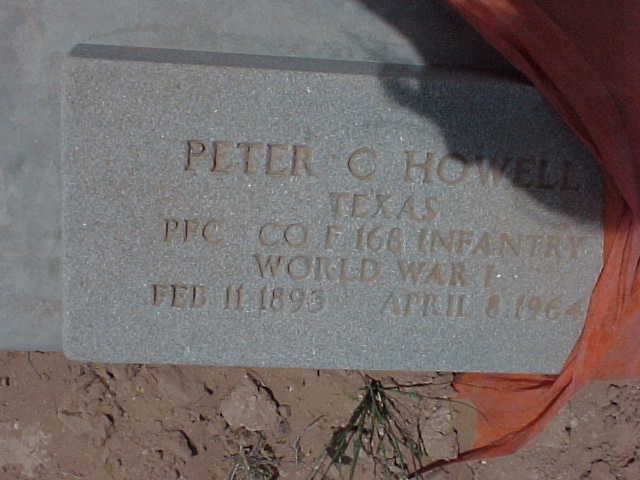 PETER C HOWELL
TEXAS
PFC CO F 168 INFANTRY
WORLD WAR I
FEB 11 1895 APRIL 8 1964